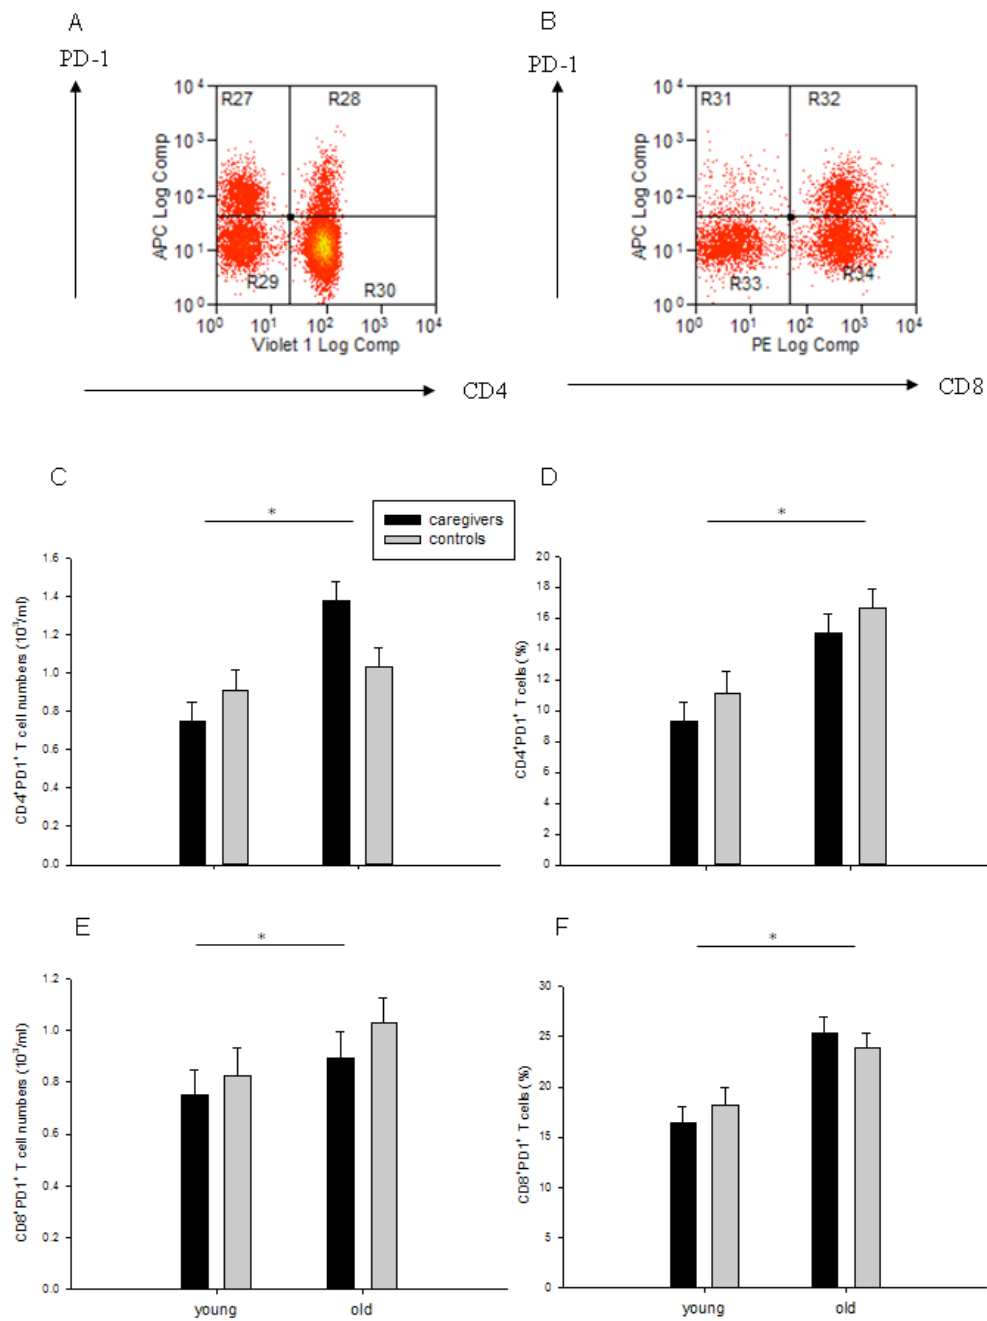 A
B
PD-1
PD-1
10⁴
10³
10²
10¹
10⁰
APC Log Comp
R27
R28
R29
R30
10⁰ 10¹ 10² 10³ 10⁴
Violet 1 Log Comp
CD4
10⁴
10³
10²
10¹
10⁰
APC Log Comp
R31
R32
R33
R34
10⁰ 10¹ 10² 10³ 10⁴
PE Log Comp
CD8
C
*
caregivers
controls
1.6
1.4
1.2
1.0
0.8
0.6
0.4
0.2
0.0
CD4⁺PD1⁺ T cell numbers (10³/ml)
D
*
20
18
16
14
12
10
8
6
4
2
0
CD4⁺PD1⁺ T cells (%)
E
*
1.2
1.0
0.8
0.6
0.4
0.2
0.0
CD8⁺PD1⁺ T cell numbers (10³/ml)
young old
F
*
30
25
20
15
10
5
0
CD8⁺PD1⁺ T cells (%)
young old